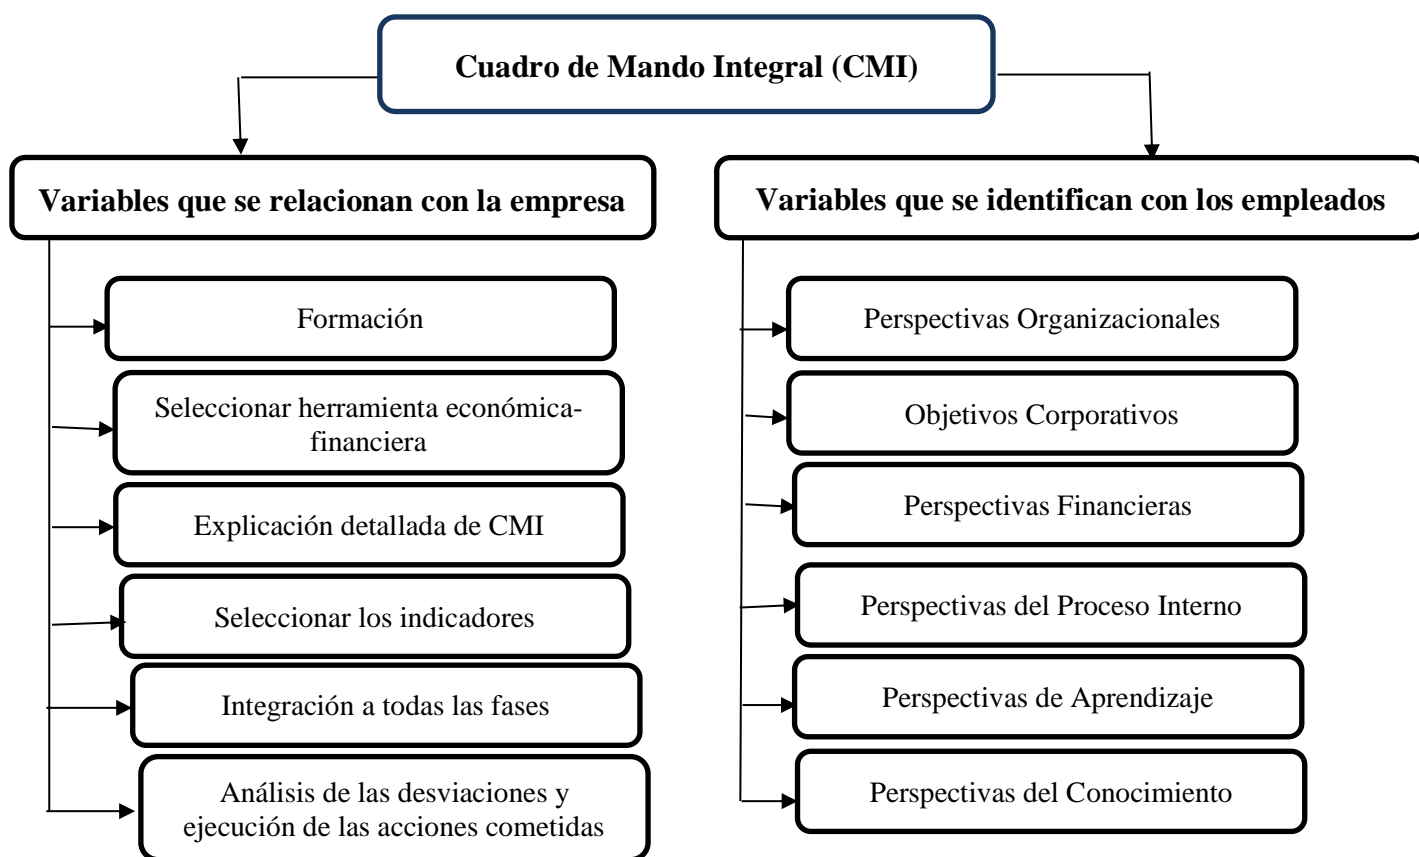 Cuadro de Mando Integral (CMI)
Variables que se relacionan con la empresa
Formación
Seleccionar herramienta económica-
financiera
Explicación detallada de CMI
Seleccionar los indicadores
Integración a todas las fases
Análisis de las desviaciones y
ejecución de las acciones cometidas
Variables que se identifican con los empleados
Perspectivas Organizacionales
Objetivos Corporativos
Perspectivas Financieras
Perspectivas del Proceso Interno
Perspectivas de Aprendizaje
Perspectivas del Conocimiento